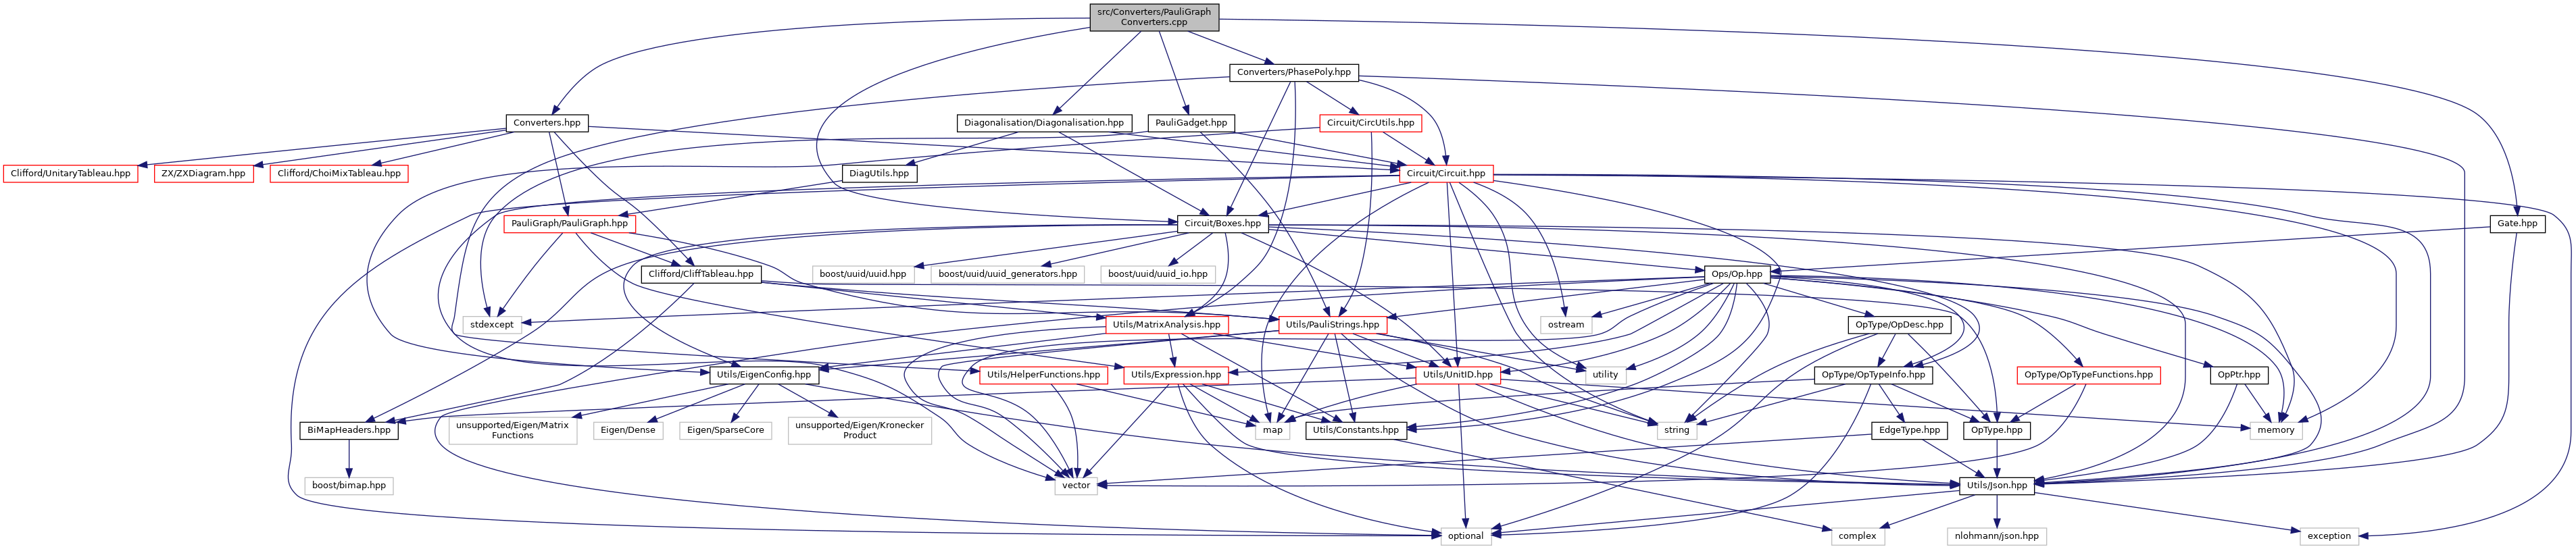 src/Converters/PauliGraph
Converters.cpp
Converters/PhasePoly.hpp
Converters.hpp
Diagonalisation/Diagonalisation.hpp
PauliGadget.hpp
Circuit/CircUtils.hpp
Clifford/UnitaryTableau.hpp
ZX/ZXDiagram.hpp
Clifford/ChoiMixTableau.hpp
DiagUtils.hpp
Circuit/Circuit.hpp
PauliGraph/PauliGraph.hpp
Circuit/Boxes.hpp
Gate.hpp
Clifford/CliffTableau.hpp
boost/uuid/uuid.hpp
boost/uuid/uuid_generators.hpp
boost/uuid/uuid_io.hpp
Ops/Op.hpp
stdexcept
Utils/MatrixAnalysis.hpp
Utils/PauliStrings.hpp
ostream
OpType/OpDesc.hpp
Utils/EigenConfig.hpp
Utils/HelperFunctions.hpp
Utils/Expression.hpp
Utils/UnitID.hpp
utility
OpType/OpTypeInfo.hpp
OpType/OpTypeFunctions.hpp
OpPtr.hpp
BiMapHeaders.hpp
unsupported/Eigen/Matrix
Functions
Eigen/Dense
Eigen/SparseCore
unsupported/Eigen/Kronecker
Product
map
Utils/Constants.hpp
string
EdgeType.hpp
OpType.hpp
memory
boost/bimap.hpp
vector
Utils/Json.hpp
optional
complex
nlohmann/json.hpp
exception